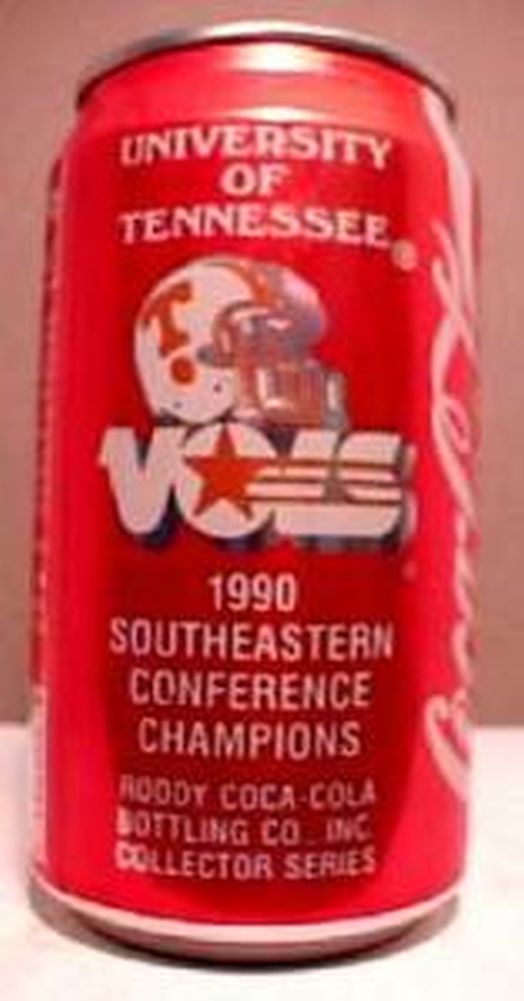 UNIVERSITY
OF
TENNESSEE®
T
VOLS
1990
SOUTHEASTERN
CONFERENCE
CHAMPIONS
RODDY COCA-COLA
BOTTLING CO. INC.
COLLECTOR SERIES